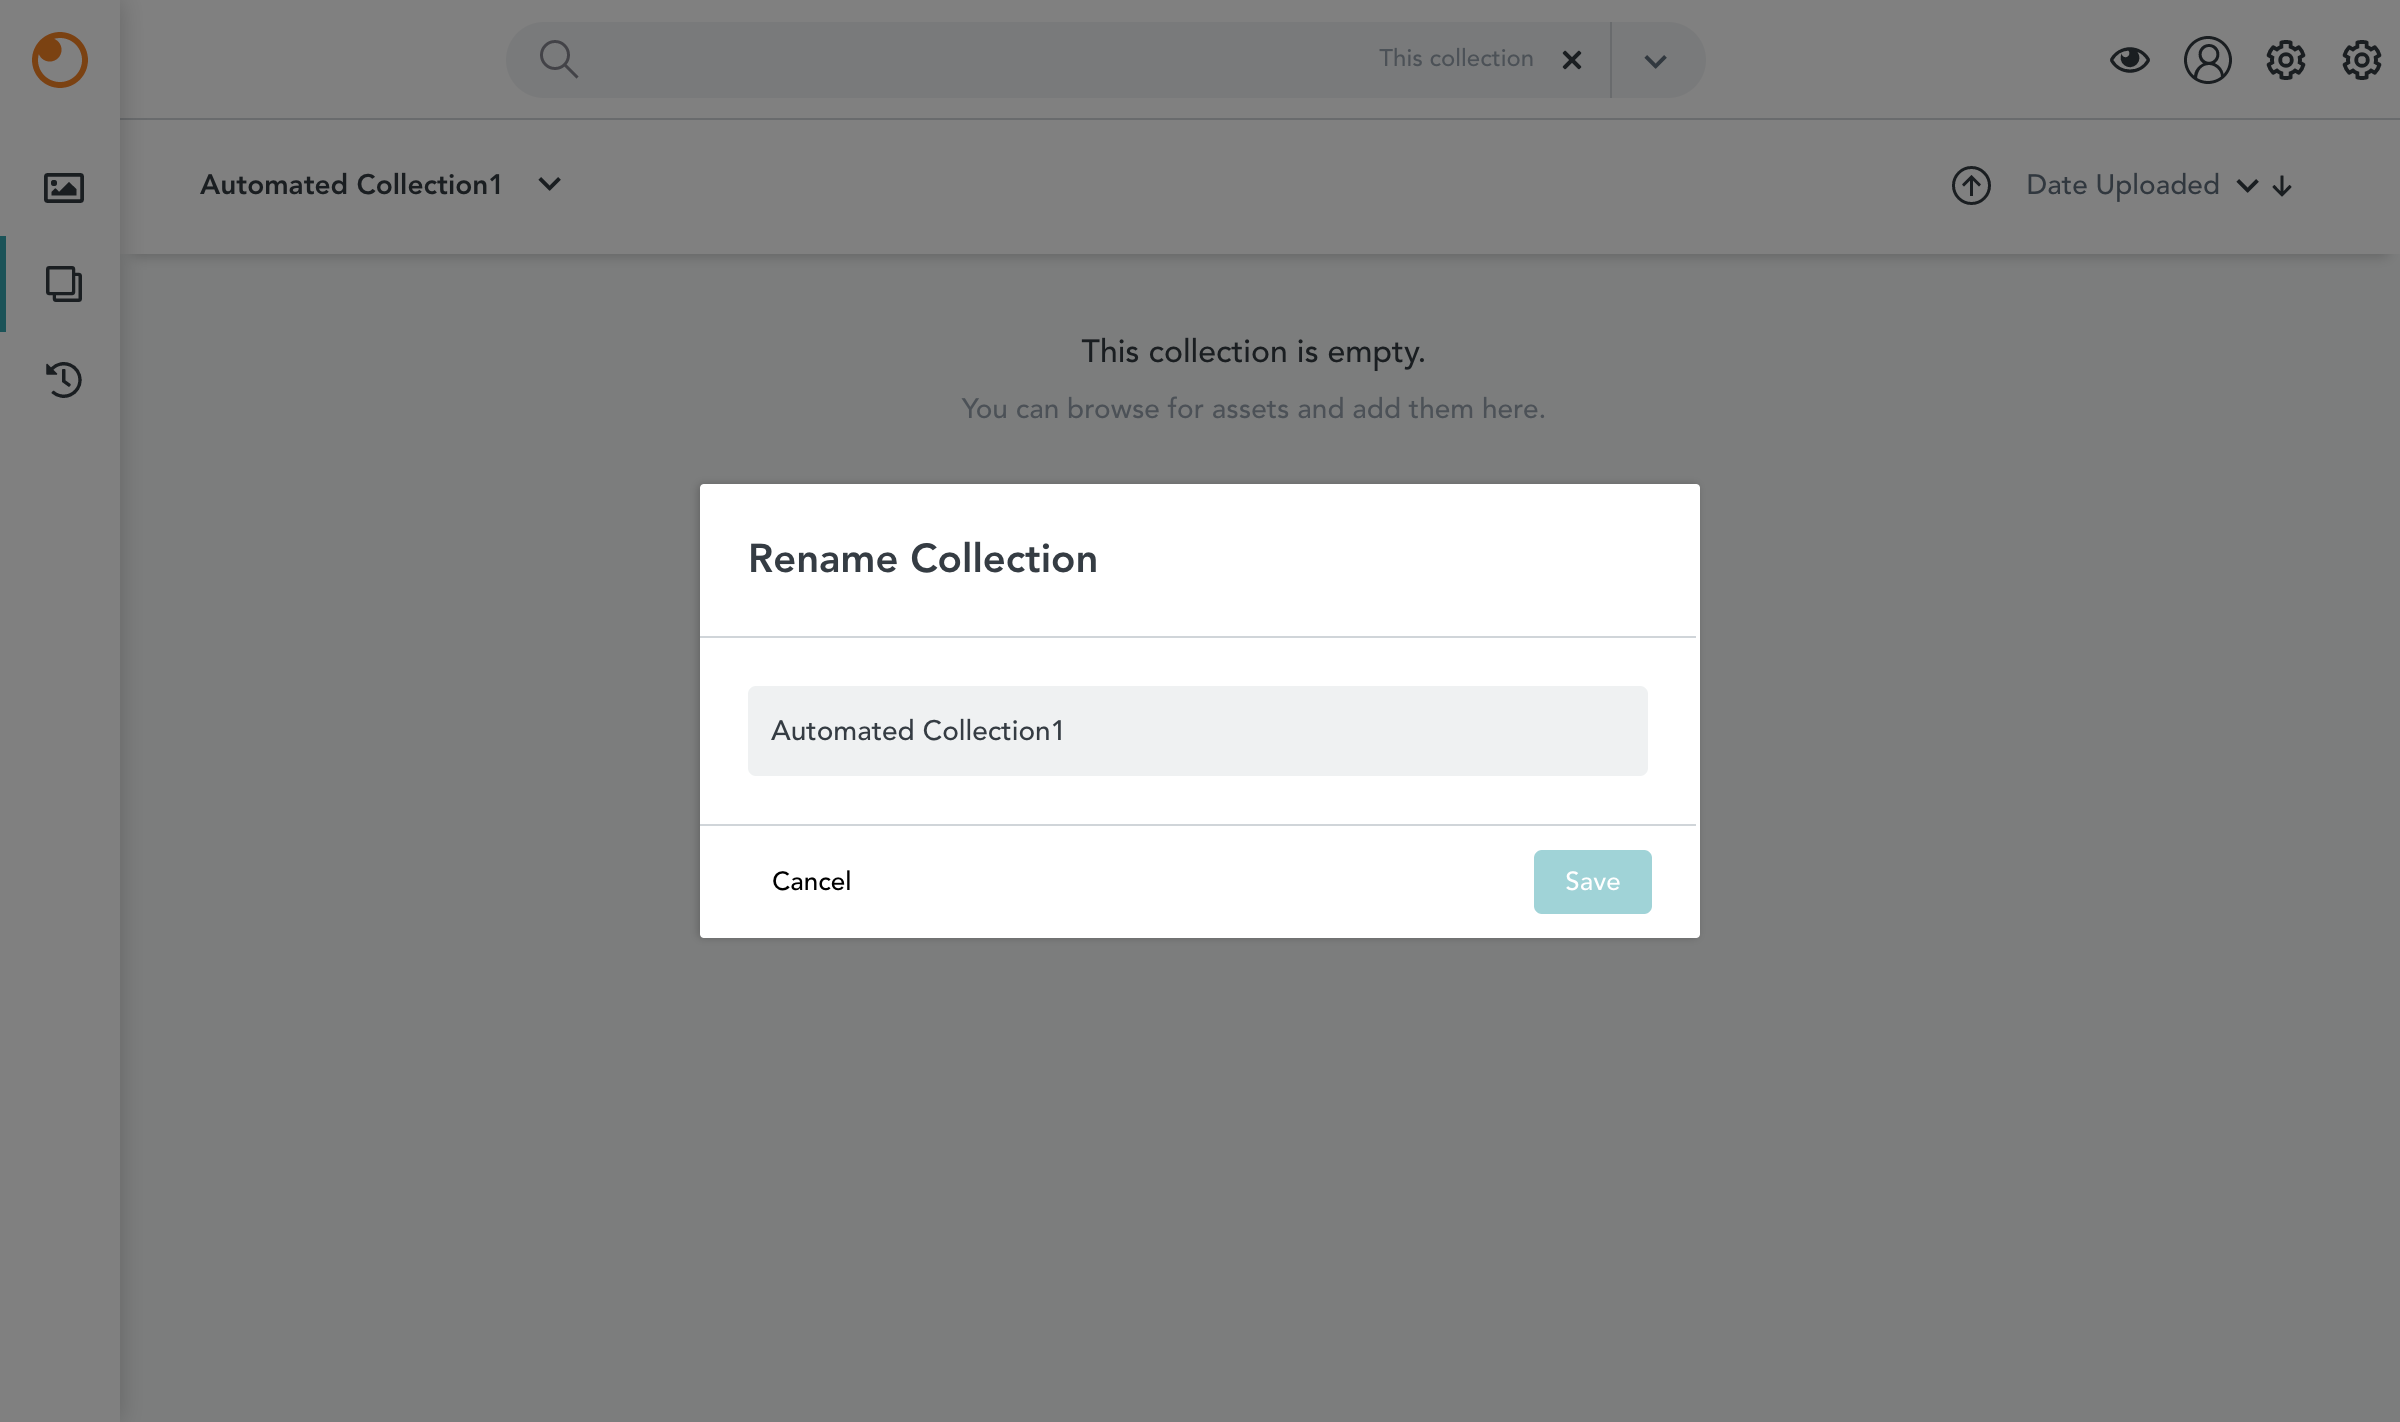 This collection
Automated Collection1
Date Uploaded
This collection is empty.
You can browse for assets and add them here.
Rename Collection
Automated Collection1
Cancel
Save